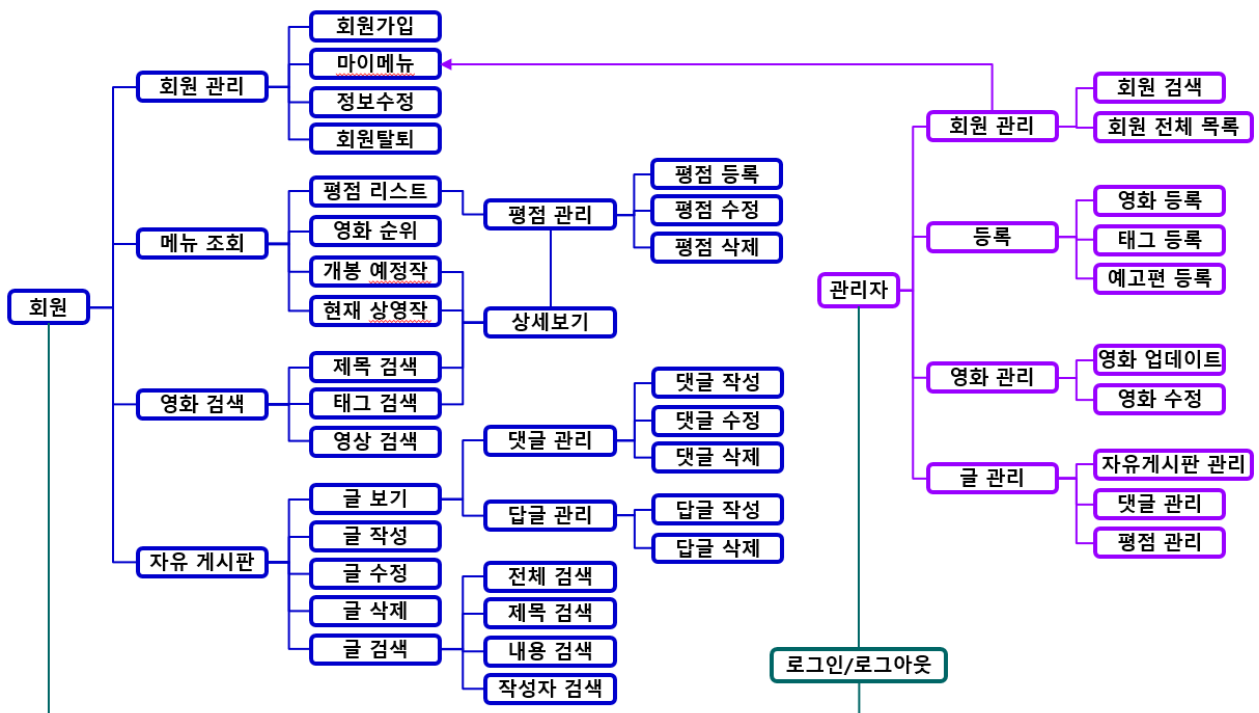 회원
회원 관리
회원가입
마이메뉴
정보수정
회원탈퇴
메뉴 조회
평점 리스트
영화 순위
개봉 예정작
현재 상영작
평점 관리
평점 등록
평점 수정
평점 삭제
상세보기
영화 검색
제목 검색
태그 검색
영상 검색
자유 게시판
글 보기
글 작성
글 수정
글 삭제
글 검색
댓글 관리
댓글 작성
댓글 수정
댓글 삭제
답글 관리
답글 작성
답글 삭제
전체 검색
제목 검색
내용 검색
작성자 검색
관리자
회원 관리
회원 검색
회원 전체 목록
등록
영화 등록
태그 등록
예고편 등록
영화 관리
영화 업데이트
영화 수정
글 관리
자유게시판 관리
댓글 관리
평점 관리
로그인/로그아웃